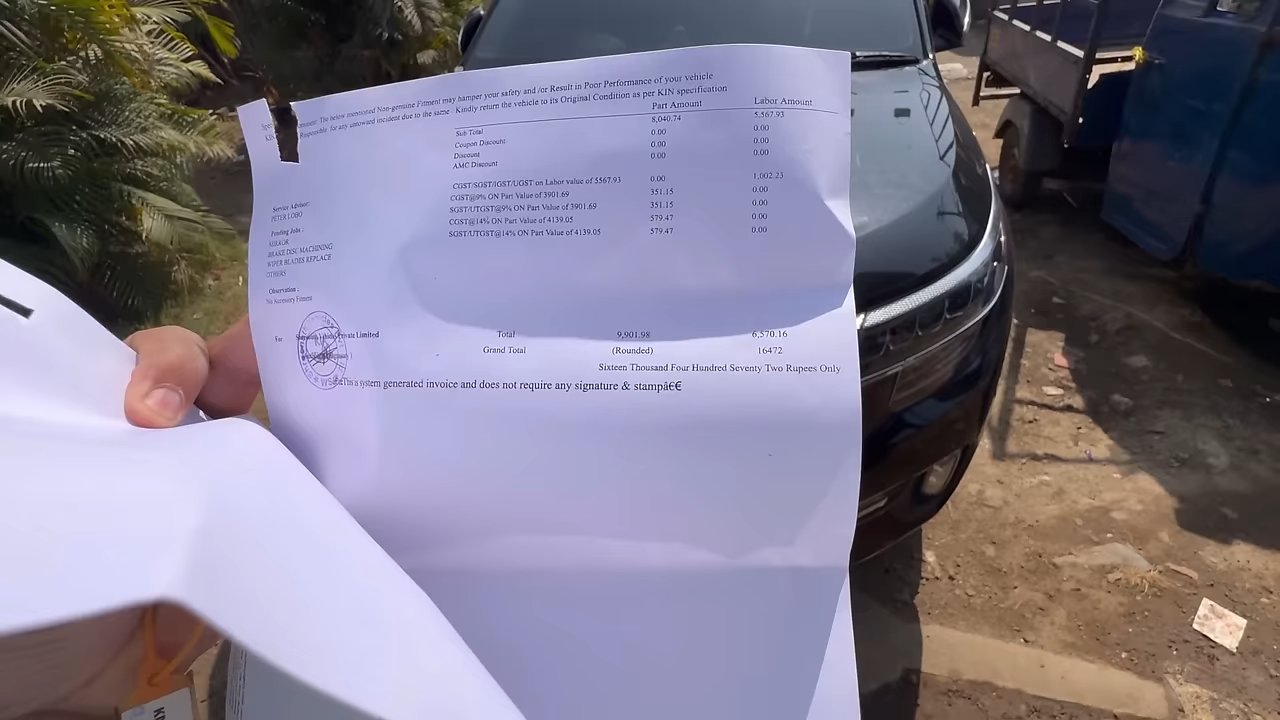 The below mentioned Non-genuine Fitment may hamper your safety and /or Result in Poor Performance of your vehicle
KIN Responsible for any untoward incident due to the same . Kindly return the vehicle to its Original Condition as per KIN specification
Part Amount Labor Amount
Sub Total 8,040.74 5,567.93
Coupon Discount 0.00 0.00
Discount 0.00 0.00
AMC Discount 0.00 0.00
CGST/SGST/IGST/UGST on Labor value of 5567.93 0.00 1,002.23
CGST@9% ON Part Value of 3901.69 351.15 0.00
SGST/UTGST@9% ON Part Value of 3901.69 351.15 0.00
CGST@14% ON Part Value of 4139.05 579.47 0.00
SGST/UTGST@14% ON Part Value of 4139.05 579.47 0.00
Service Advisor:
PETER LOBO
Pending Jobs :
MIRROR
BRAKE DISC MACHINING
WIPER BLADES REPLACE
OTHERS
Observation :
No Accessory Fitment
For Private Limited
Total 9,901.98 6,570.16
Grand Total (Rounded) 16472
Sixteen Thousand Four Hundred Seventy Two Rupees Only
This is system generated invoice and does not require any signature & stampâ€€